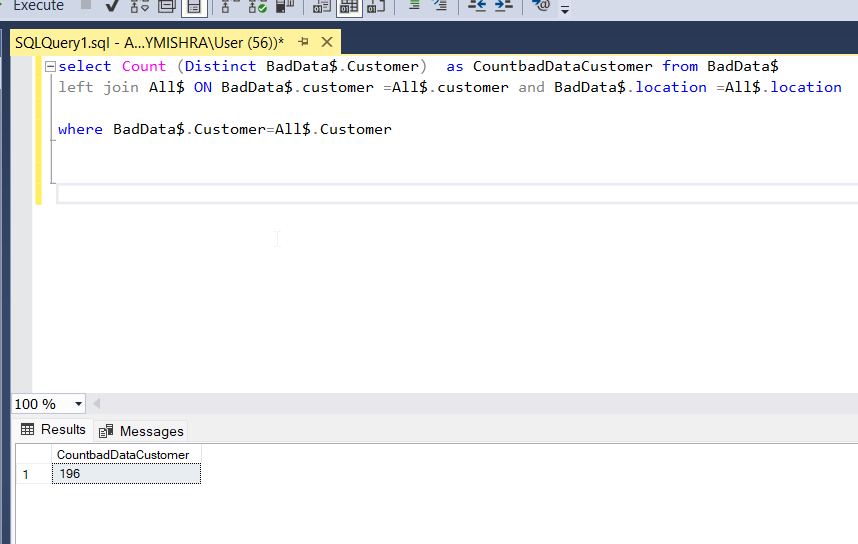 Execute
SQLQuery1.sql - A...YMISHRA\User (56))*
select Count (Distinct BadData$.Customer)  as CountbadDataCustomer from BadData$
left join All$ ON BadData$.customer =All$.customer and BadData$.location =All$.location
where BadData$.Customer=All$.Customer
100 %
Results Messages
CountbadDataCustomer
1 196